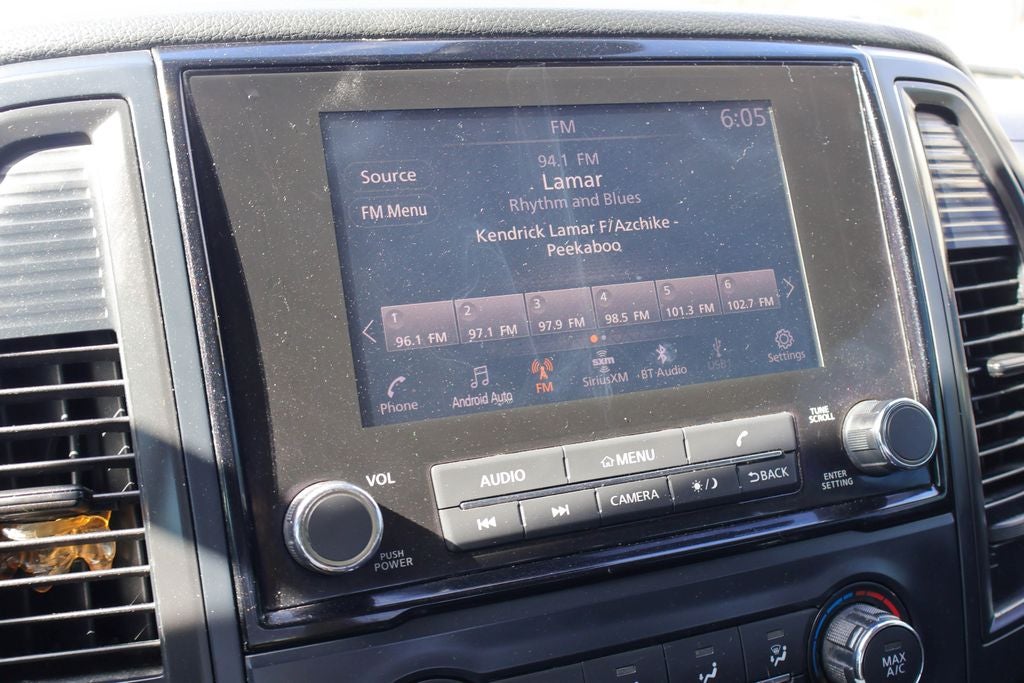 FM
6:05
94.1 FM
Source
Lamar
FM Menu
Rhythm and Blues
Kendrick Lamar F/Azchike -
Peekaboo
1 2 3 4 5 6
96.1 FM 97.1 FM 97.9 FM 98.5 FM 101.3 FM 102.7 FM
Phone Android Auto FM SiriusXM BT Audio USB Settings
sxm
VOL
AUDIO
MENU
TUNE
SCROLL
CAMERA
BACK
ENTER
SETTING
PUSH
POWER
MAX
A/C